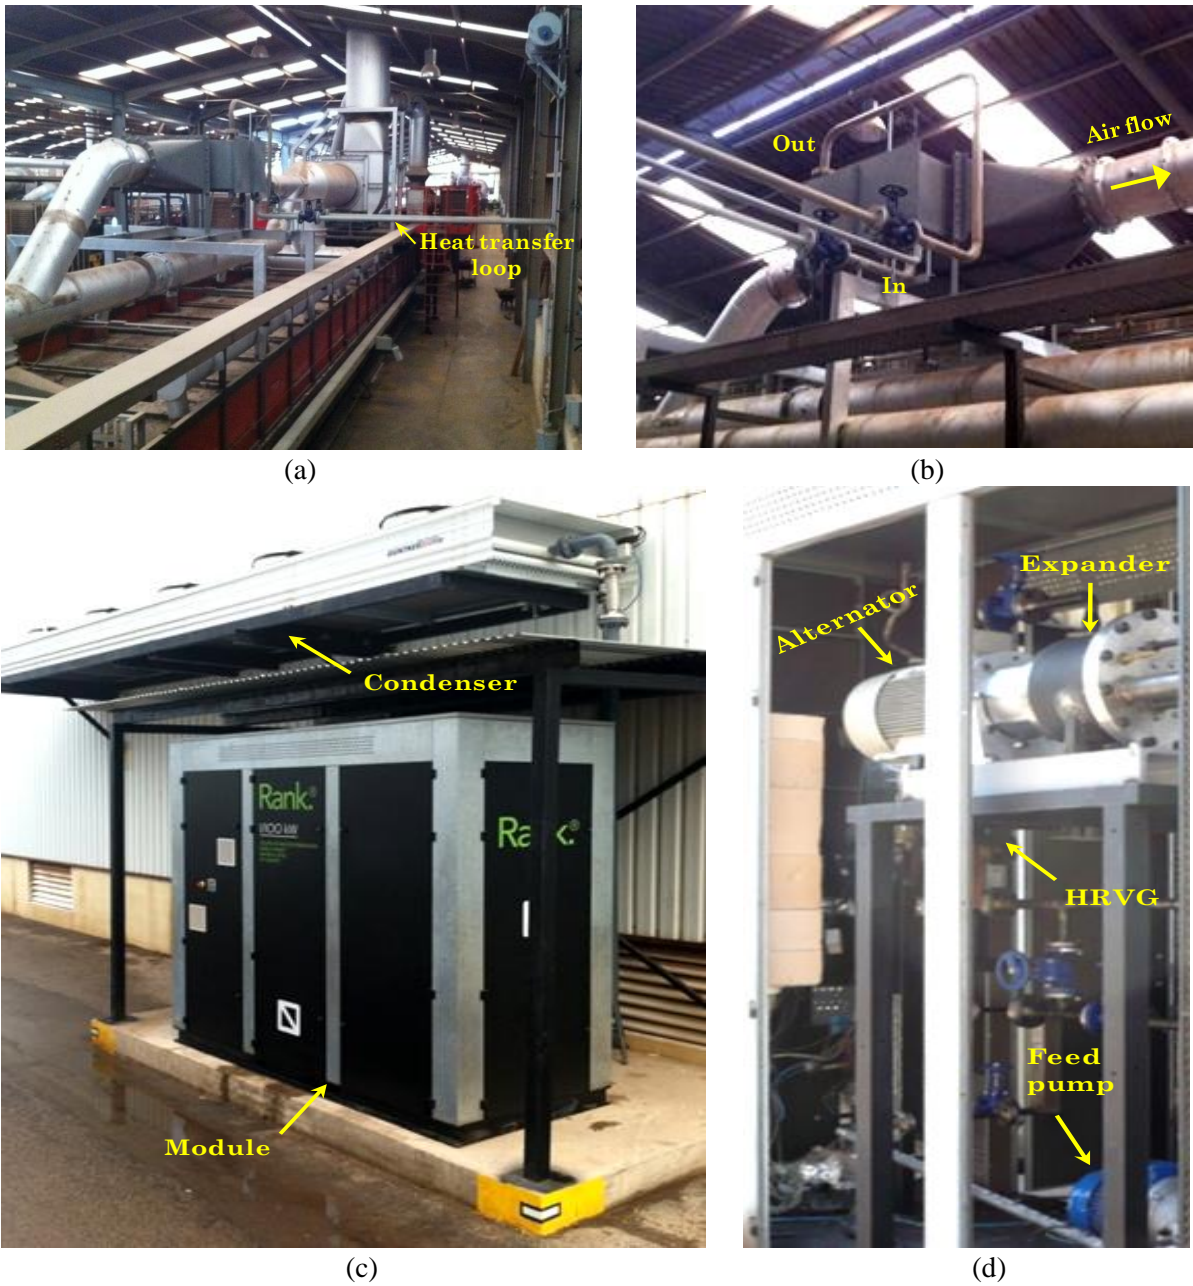 Heat transfer
loop
(a)
Out
Air flow
In
(b)
Condenser
Rank.®
Rank.®
Module
(c)
Expander
Alternator
HRVG
Feed
pump
(d)